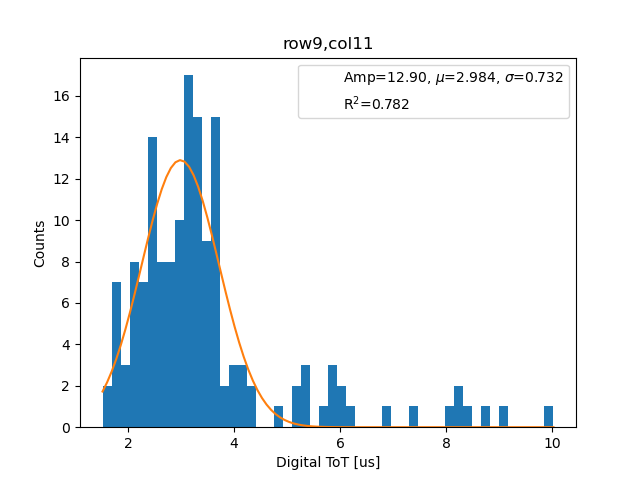 row9,col11
Amp=12.90, μ=2.984, σ=0.732
R²=0.782
16
14
12
10
8
6
4
2
0
Counts
2 4 6 8 10
Digital ToT [us]